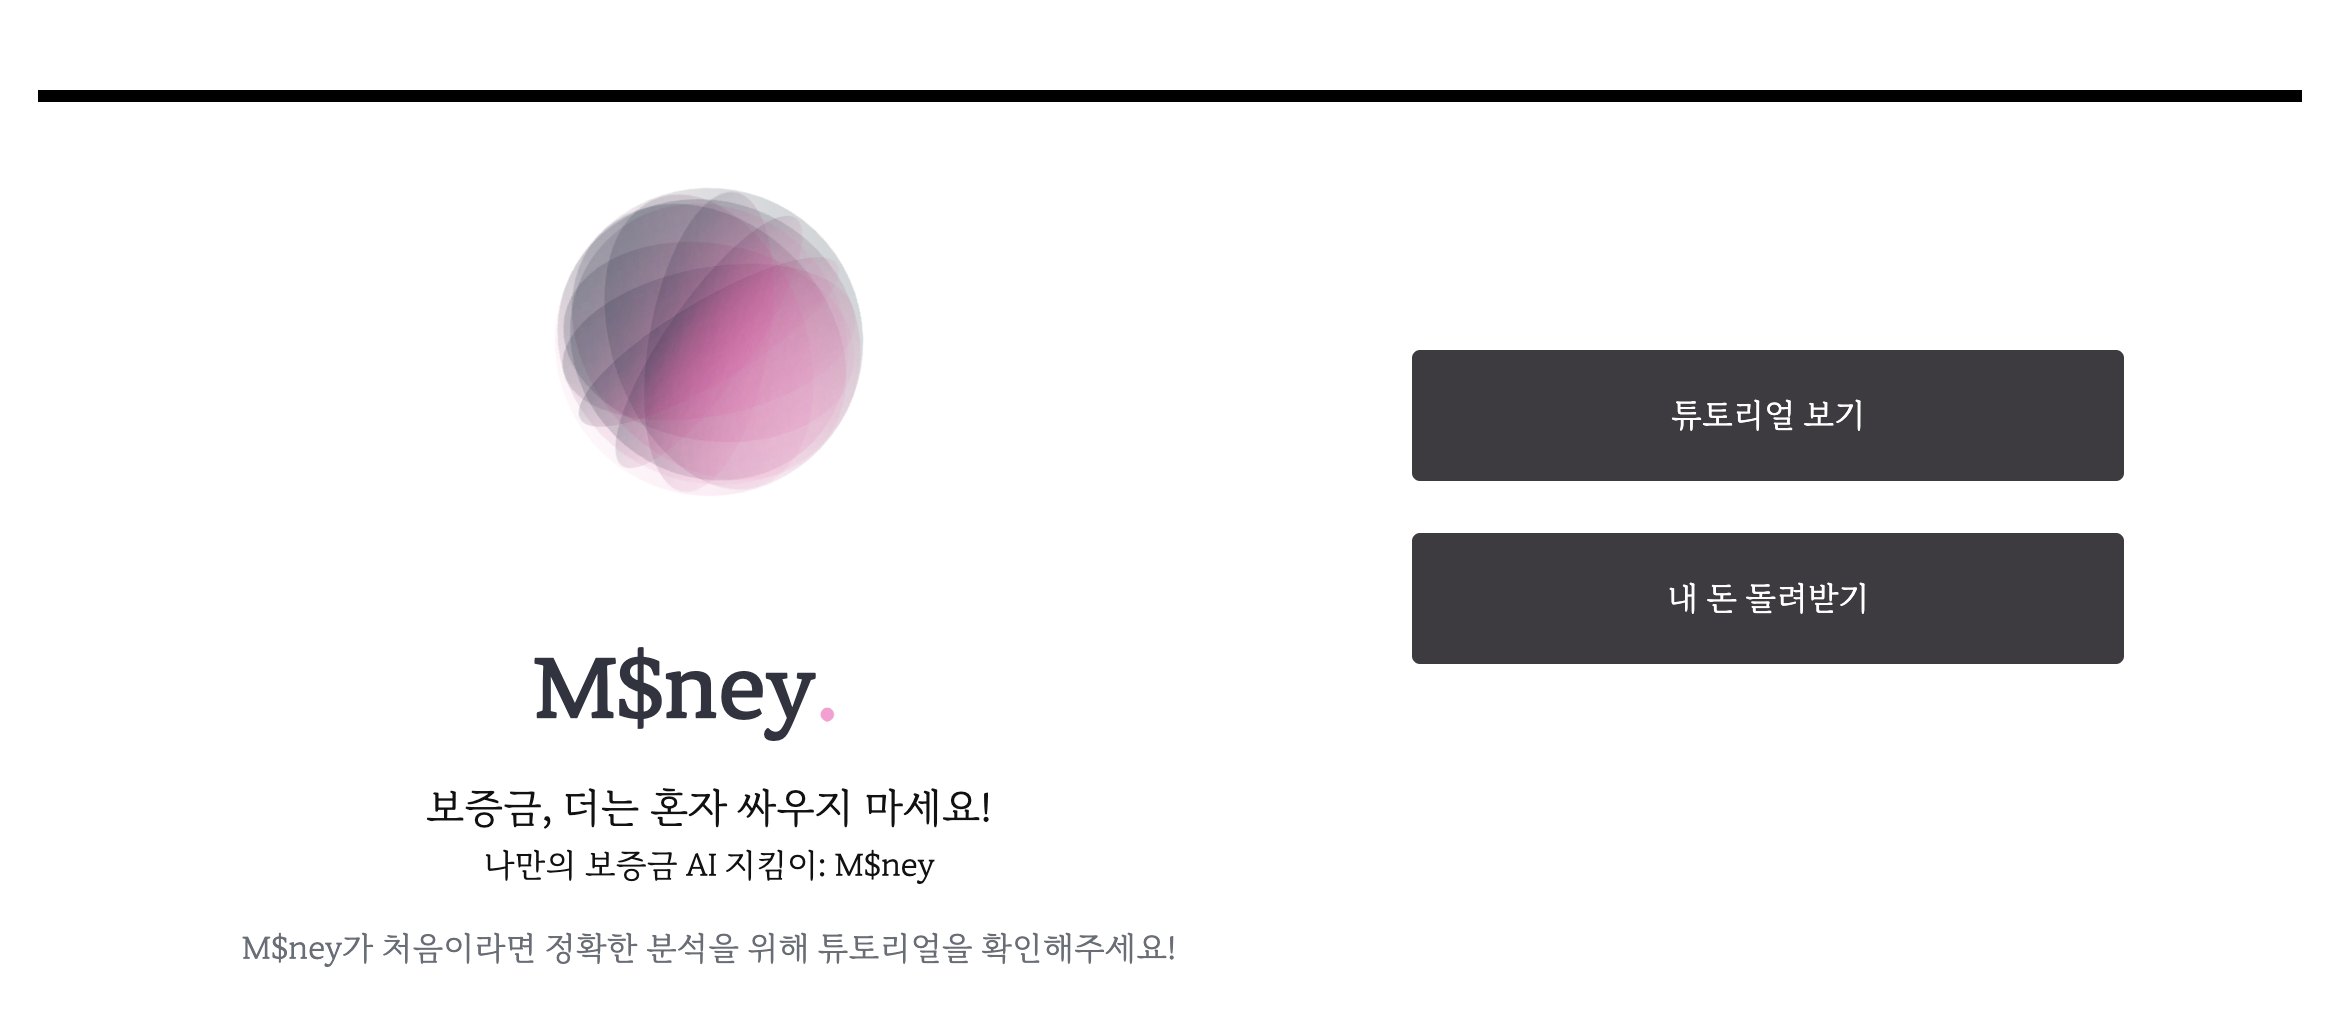 M$ney.
보증금, 더는 혼자 싸우지 마세요!
나만의 보증금 AI 지킴이: M$ney
M$ney가 처음이라면 정확한 분석을 위해 튜토리얼을 확인해주세요!
튜토리얼 보기
내 돈 돌려받기